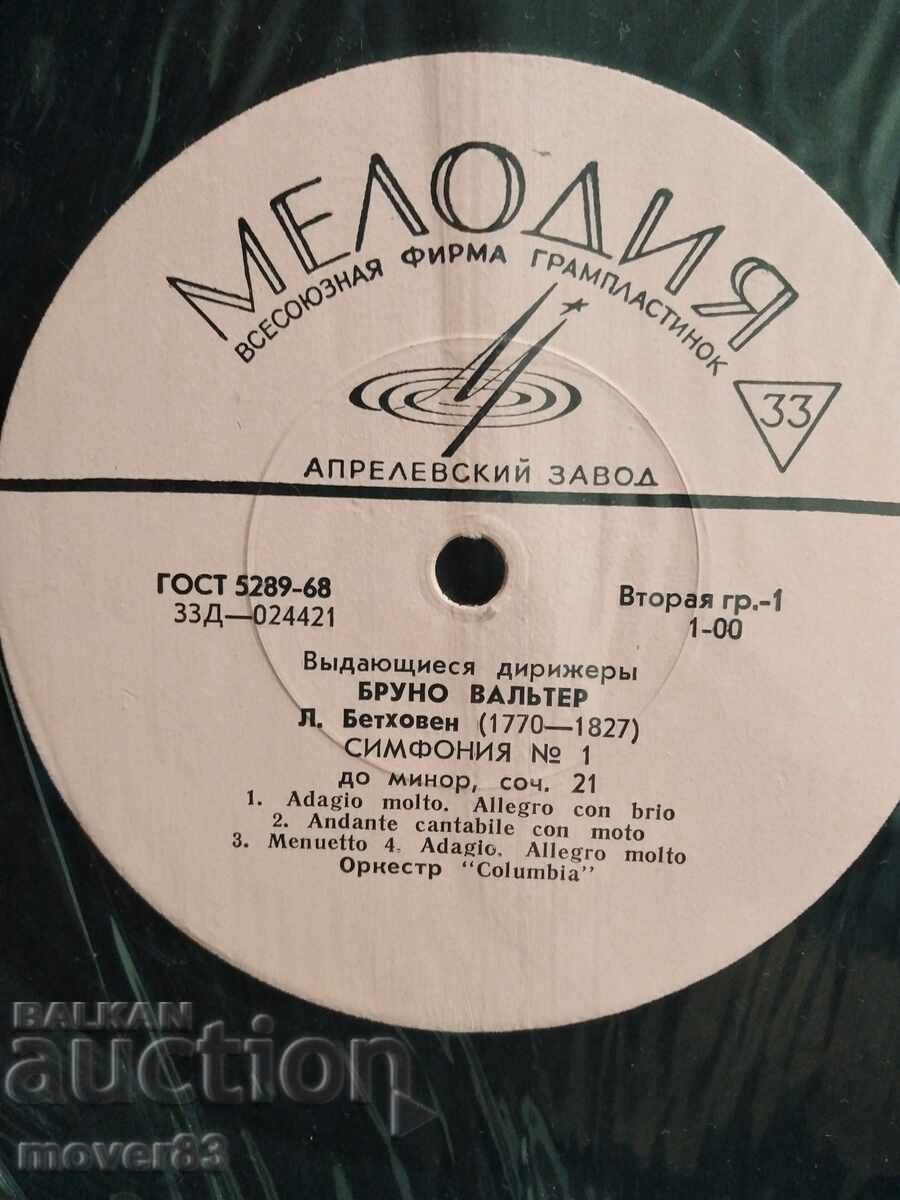 МЕЛОДИЯ
ВСЕСОЮЗНАЯ ФИРМА ГРАМПЛАСТИНОК
33
АПРЕЛЕВСКИЙ ЗАВОД
ГОСТ 5289-68
33Д—024421
Вторая гр.-1
1-00
Выдающиеся дирижеры
БРУНО ВАЛЬТЕР
Л. Бетховен (1770—1827)
СИМФОНИЯ № 1
до минор, соч. 21
1. Adagio molto. Allegro con brio
2. Andante cantabile con moto
3. Menuetto 4. Adagio. Allegro molto
Оркестр "Columbia"
BALKAN
auction
mover83